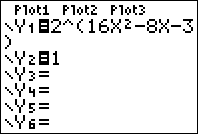 Plot1 Plot2 Plot3
\Y₁=2^(16X²-8X-3
)
\Y₂=1
\Y₃=
\Y₄=
\Y₅=
\Y₆=